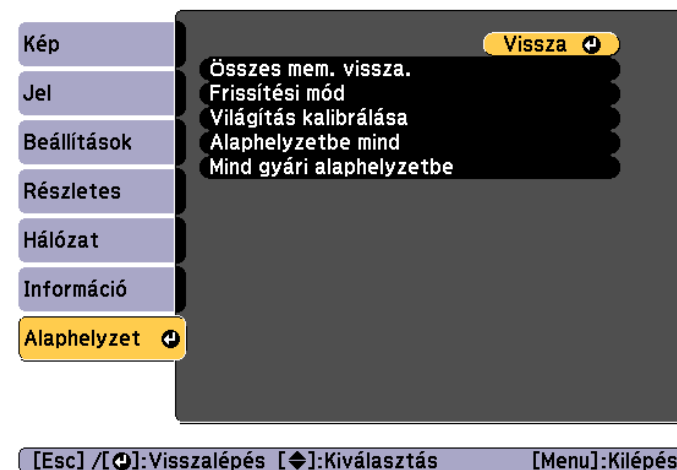 Kép
Jel
Beállítások
Részletes
Hálózat
Információ
Alaphelyzet
Vissza
Összes mem. vissza.
Frissítési mód
Világítás kalibrálása
Alaphelyzetbe mind
Mind gyári alaphelyzetbe
[Esc] /[⏎]:Visszalépés [◆]:Kiválasztás [Menu]:Kilépés